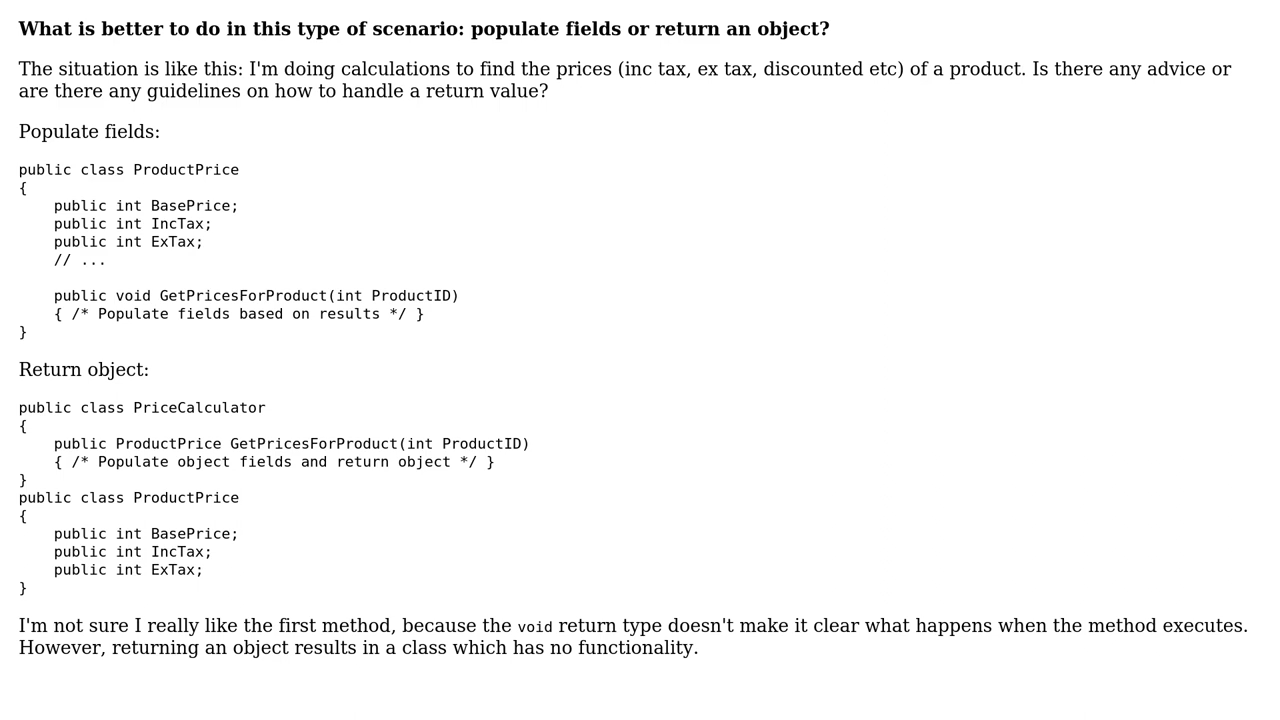 What is better to do in this type of scenario: populate fields or return an object?
The situation is like this: I'm doing calculations to find the prices (inc tax, ex tax, discounted etc) of a product. Is there any advice or
are there any guidelines on how to handle a return value?
Populate fields:
public class ProductPrice
{
    public int BasePrice;
    public int IncTax;
    public int ExTax;
    // ...

    public void GetPricesForProduct(int ProductID)
    { /* Populate fields based on results */ }
}
Return object:
public class PriceCalculator
{
    public ProductPrice GetPricesForProduct(int ProductID)
    { /* Populate object fields and return object */ }
}
public class ProductPrice
{
    public int BasePrice;
    public int IncTax;
    public int ExTax;
}
I'm not sure I really like the first method, because the void return type doesn't make it clear what happens when the method executes.
However, returning an object results in a class which has no functionality.